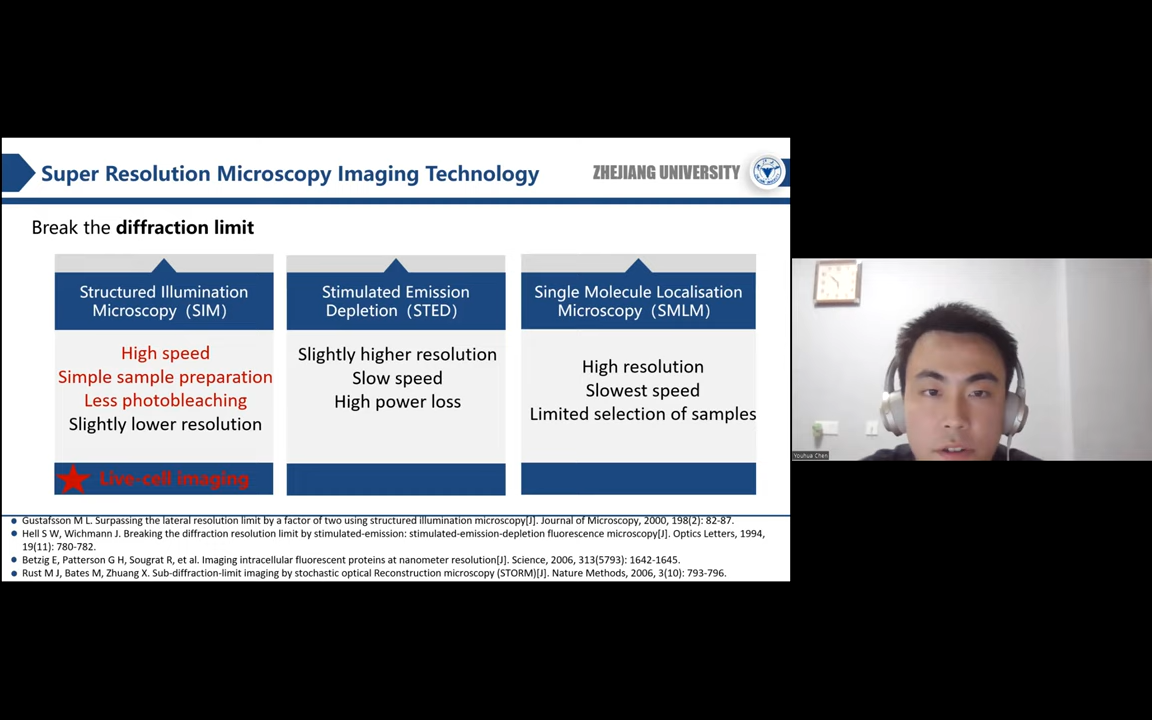 Super Resolution Microscopy Imaging Technology
ZHEJIANG UNIVERSITY
Break the diffraction limit
Structured Illumination
Microscopy（SIM）
High speed
Simple sample preparation
Less photobleaching
Slightly lower resolution
Live-cell imaging
Stimulated Emission
Depletion（STED）
Slightly higher resolution
Slow speed
High power loss
Single Molecule Localisation
Microscopy（SMLM）
High resolution
Slowest speed
Limited selection of samples
Gustafsson M L. Surpassing the lateral resolution limit by a factor of two using structured illumination microscopy[J]. Journal of Microscopy, 2000, 198(2): 82-87.
Hell S W, Wichmann J. Breaking the diffraction resolution limit by stimulated-emission: stimulated-emission-depletion fluorescence microscopy[J]. Optics Letters, 1994,
19(11): 780-782.
Betzig E, Patterson G H, Sougrat R, et al. Imaging intracellular fluorescent proteins at nanometer resolution[J]. Science, 2006, 313(5793): 1642-1645.
Rust M J, Bates M, Zhuang X. Sub-diffraction-limit imaging by stochastic optical Reconstruction microscopy (STORM)[J]. Nature Methods, 2006, 3(10): 793-796.
Youhua Chen